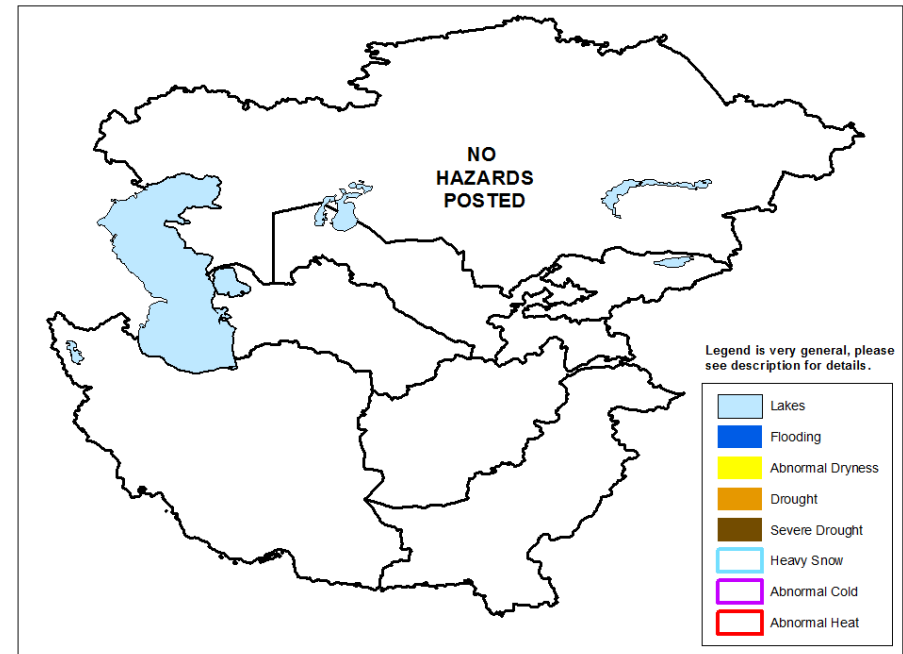 NO
HAZARDS
POSTED
Legend is very general, please
see description for details.
Lakes
Flooding
Abnormal Dryness
Drought
Severe Drought
Heavy Snow
Abnormal Cold
Abnormal Heat